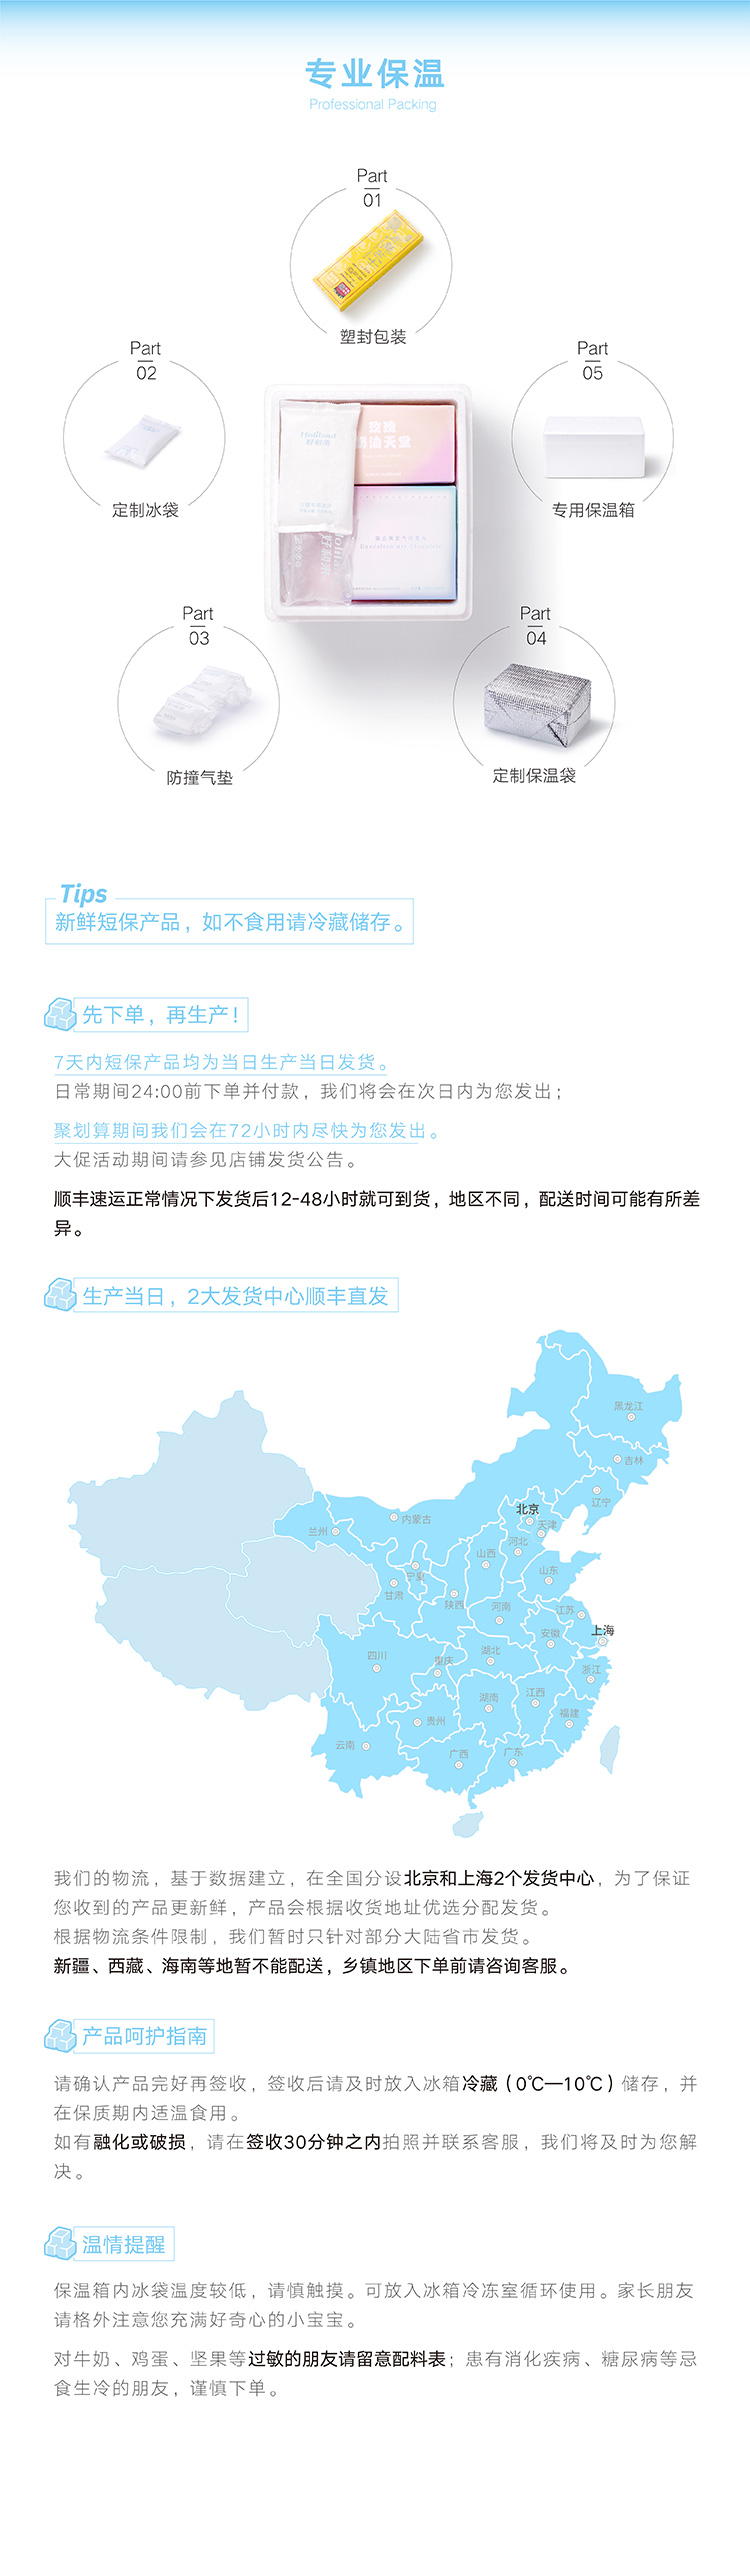 专业保温
Professional Packing
Part
01
塑封包装
Part
02
定制冰袋
Part
05
专用保温箱
Holiland
好利来
玫瑰
奶油天堂
好利来
Part
03
防撞气垫
Part
04
定制保温袋
Tips
新鲜短保产品，如不食用请冷藏储存。
先下单，再生产！
7天内短保产品均为当日生产当日发货。
日常期间24:00前下单并付款，我们将会在次日内为您发出；
聚划算期间我们会在72小时内尽快为您发出。
大促活动期间请参见店铺发货公告。
顺丰速运正常情况下发货后12-48小时就可到货，地区不同，配送时间可能有所差
异。
生产当日，2大发货中心顺丰直发
黑龙江
吉林
辽宁
北京
天津
内蒙古
兰州
河北
山西
山东
宁夏
甘肃
陕西
河南
江苏
安徽
上海
四川
重庆
湖北
浙江
湖南
江西
福建
贵州
云南
广西
广东
我们的物流，基于数据建立，在全国分设北京和上海2个发货中心，为了保证
您收到的产品更新鲜，产品会根据收货地址优选分配发货。
根据物流条件限制，我们暂时只针对部分大陆省市发货。
新疆、西藏、海南等地暂不能配送，乡镇地区下单前请咨询客服。
产品呵护指南
请确认产品完好再签收，签收后请及时放入冰箱冷藏（0℃—10℃）储存，并
在保质期内适温食用。
如有融化或破损，请在签收30分钟之内拍照并联系客服，我们将及时为您解
决。
温情提醒
保温箱内冰袋温度较低，请慎触摸。可放入冰箱冷冻室循环使用。家长朋友
请格外注意您充满好奇心的小宝宝。
对牛奶、鸡蛋、坚果等过敏的朋友请留意配料表；患有消化疾病、糖尿病等忌
食生冷的朋友，谨慎下单。